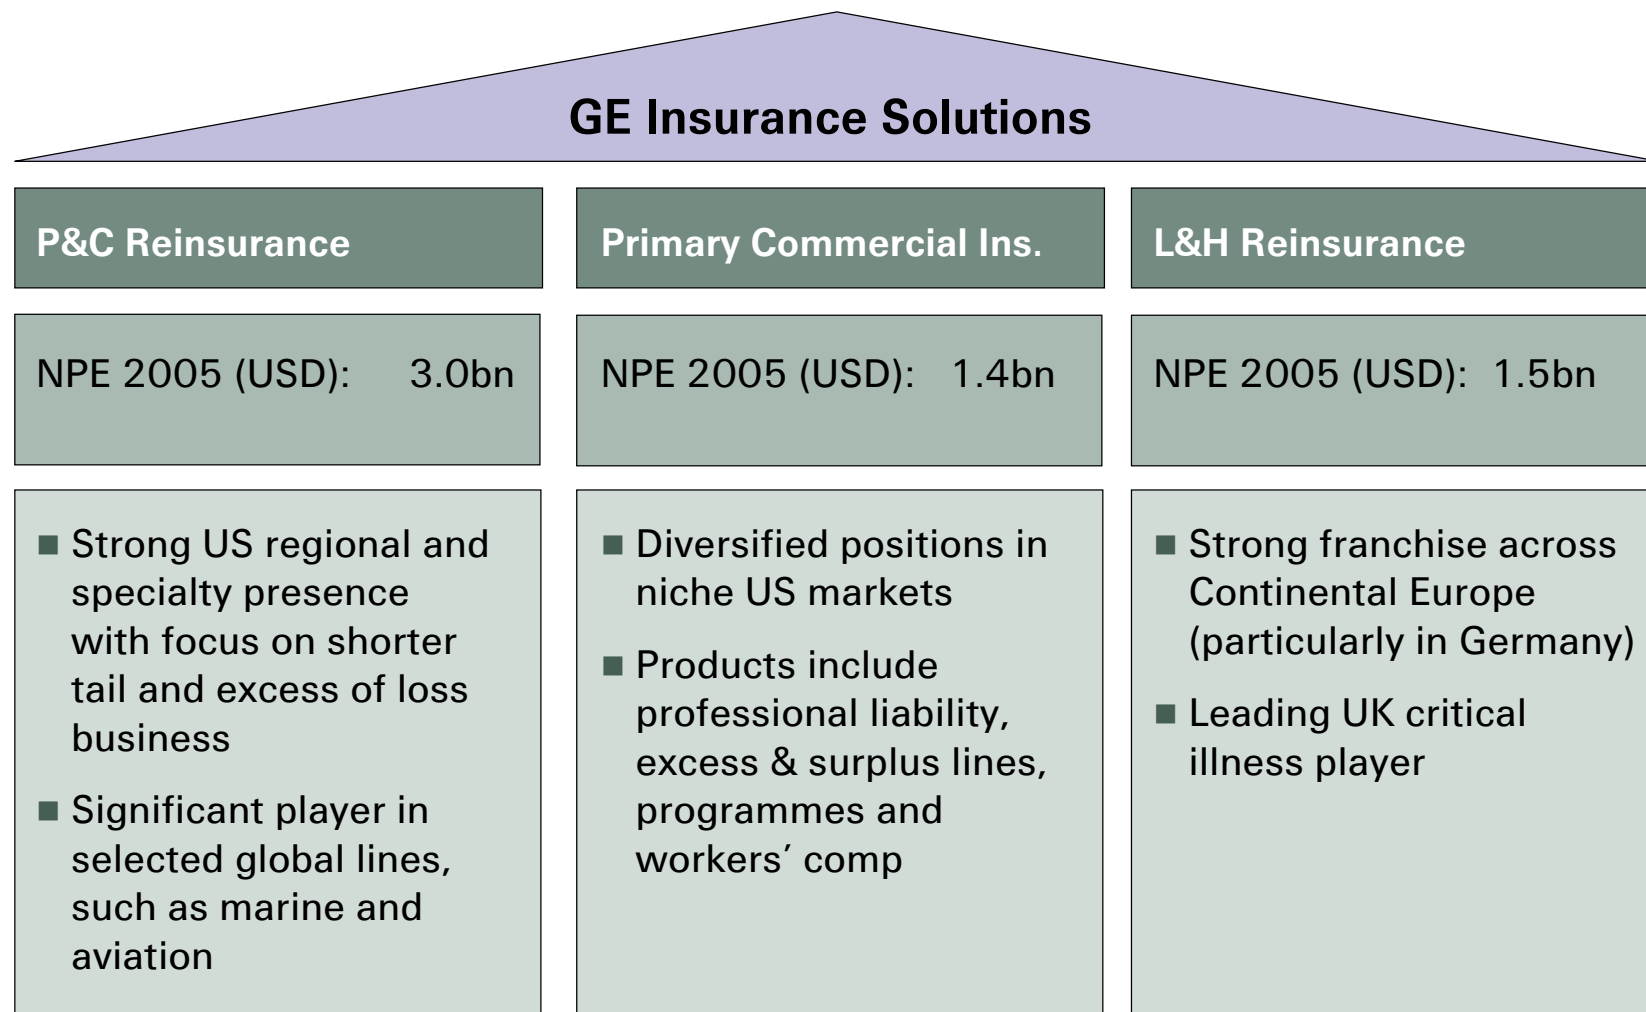 GE Insurance Solutions
P&C Reinsurance
NPE 2005 (USD): 3.0bn
■ Strong US regional and
specialty presence
with focus on shorter
tail and excess of loss
business
■ Significant player in
selected global lines,
such as marine and
aviation
Primary Commercial Ins.
NPE 2005 (USD): 1.4bn
■ Diversified positions in
niche US markets
■ Products include
professional liability,
excess & surplus lines,
programmes and
workers’ comp
L&H Reinsurance
NPE 2005 (USD): 1.5bn
■ Strong franchise across
Continental Europe
(particularly in Germany)
■ Leading UK critical
illness player